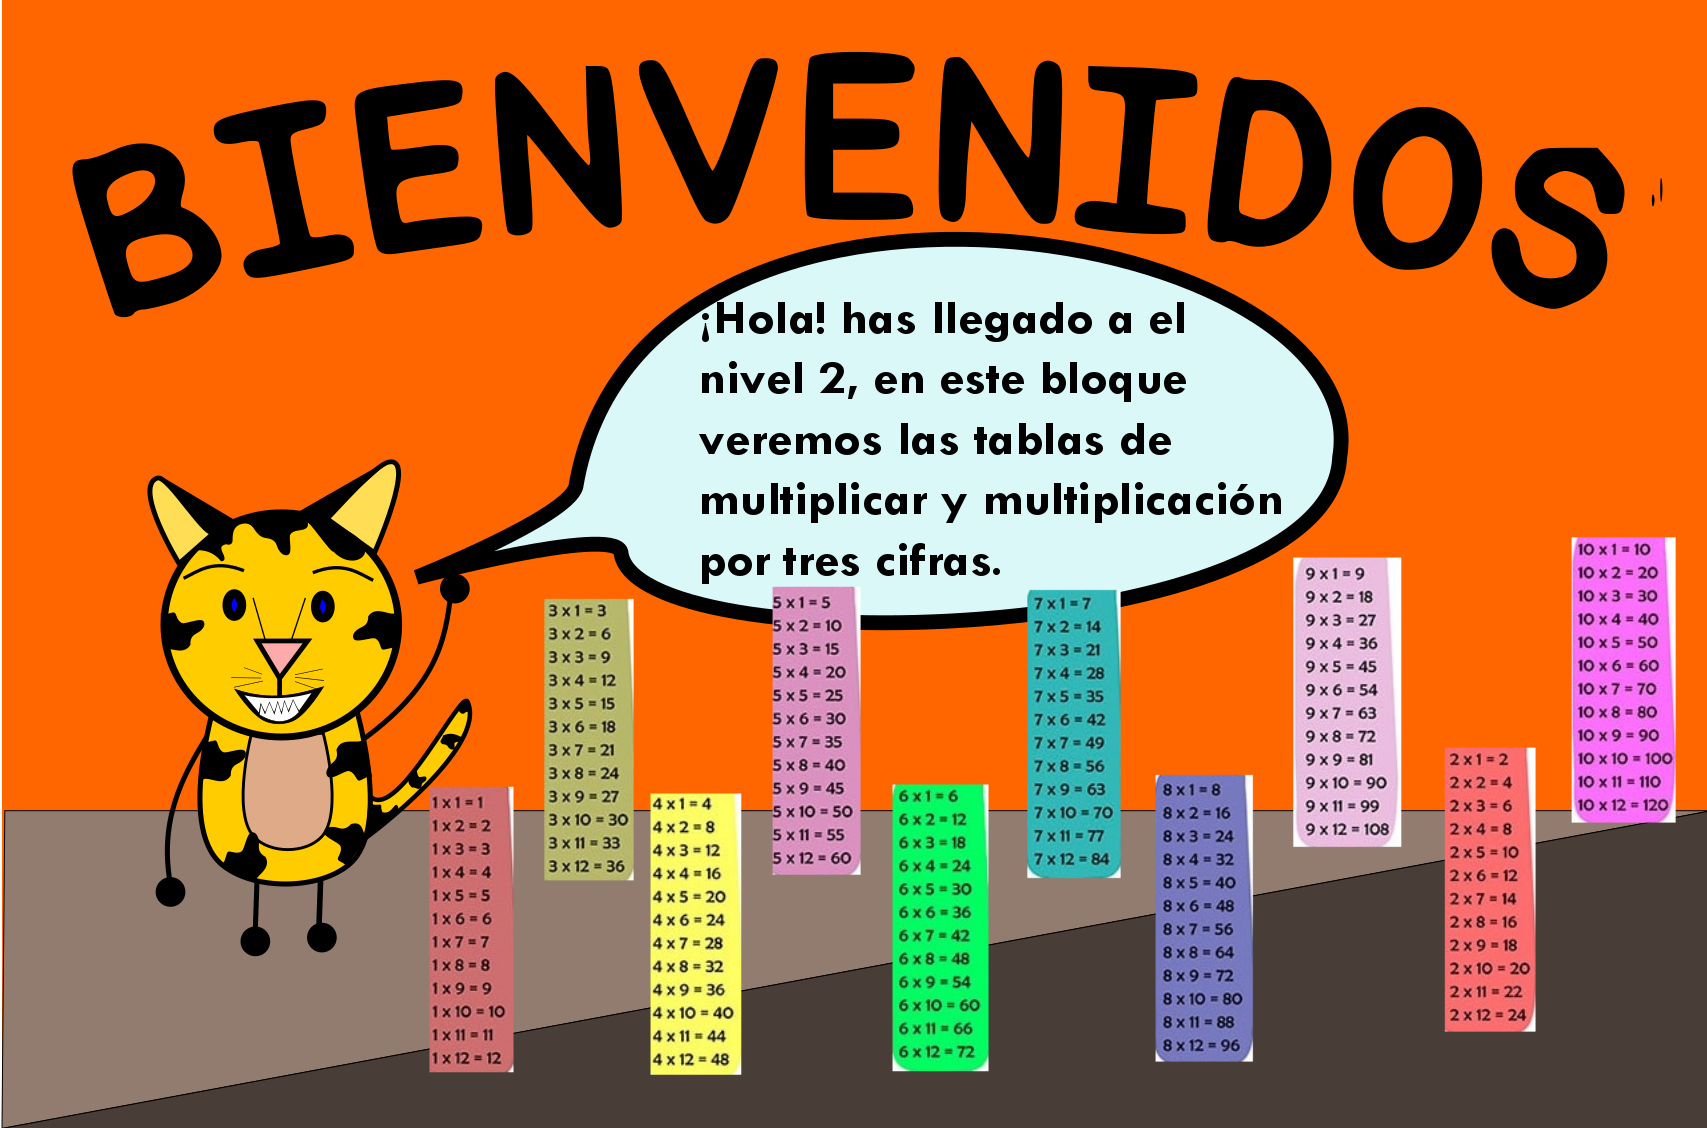 BIENVENIDOS
¡Hola! has llegado a el
nivel 2, en este bloque
veremos las tablas de
multiplicar y multiplicación
por tres cifras.
1 x 1 = 1
1 x 2 = 2
1 x 3 = 3
1 x 4 = 4
1 x 5 = 5
1 x 6 = 6
1 x 7 = 7
1 x 8 = 8
1 x 9 = 9
1 x 10 = 10
1 x 11 = 11
1 x 12 = 12
3 x 1 = 3
3 x 2 = 6
3 x 3 = 9
3 x 4 = 12
3 x 5 = 15
3 x 6 = 18
3 x 7 = 21
3 x 8 = 24
3 x 9 = 27
3 x 10 = 30
3 x 11 = 33
3 x 12 = 36
4 x 1 = 4
4 x 2 = 8
4 x 3 = 12
4 x 4 = 16
4 x 5 = 20
4 x 6 = 24
4 x 7 = 28
4 x 8 = 32
4 x 9 = 36
4 x 10 = 40
4 x 11 = 44
4 x 12 = 48
5 x 1 = 5
5 x 2 = 10
5 x 3 = 15
5 x 4 = 20
5 x 5 = 25
5 x 6 = 30
5 x 7 = 35
5 x 8 = 40
5 x 9 = 45
5 x 10 = 50
5 x 11 = 55
5 x 12 = 60
6 x 1 = 6
6 x 2 = 12
6 x 3 = 18
6 x 4 = 24
6 x 5 = 30
6 x 6 = 36
6 x 7 = 42
6 x 8 = 48
6 x 9 = 54
6 x 10 = 60
6 x 11 = 66
6 x 12 = 72
7 x 1 = 7
7 x 2 = 14
7 x 3 = 21
7 x 4 = 28
7 x 5 = 35
7 x 6 = 42
7 x 7 = 49
7 x 8 = 56
7 x 9 = 63
7 x 10 = 70
7 x 11 = 77
7 x 12 = 84
8 x 1 = 8
8 x 2 = 16
8 x 3 = 24
8 x 4 = 32
8 x 5 = 40
8 x 6 = 48
8 x 7 = 56
8 x 8 = 64
8 x 9 = 72
8 x 10 = 80
8 x 11 = 88
8 x 12 = 96
9 x 1 = 9
9 x 2 = 18
9 x 3 = 27
9 x 4 = 36
9 x 5 = 45
9 x 6 = 54
9 x 7 = 63
9 x 8 = 72
9 x 9 = 81
9 x 10 = 90
9 x 11 = 99
9 x 12 = 108
2 x 1 = 2
2 x 2 = 4
2 x 3 = 6
2 x 4 = 8
2 x 5 = 10
2 x 6 = 12
2 x 7 = 14
2 x 8 = 16
2 x 9 = 18
2 x 10 = 20
2 x 11 = 22
2 x 12 = 24
10 x 1 = 10
10 x 2 = 20
10 x 3 = 30
10 x 4 = 40
10 x 5 = 50
10 x 6 = 60
10 x 7 = 70
10 x 8 = 80
10 x 9 = 90
10 x 10 = 100
10 x 11 = 110
10 x 12 = 120